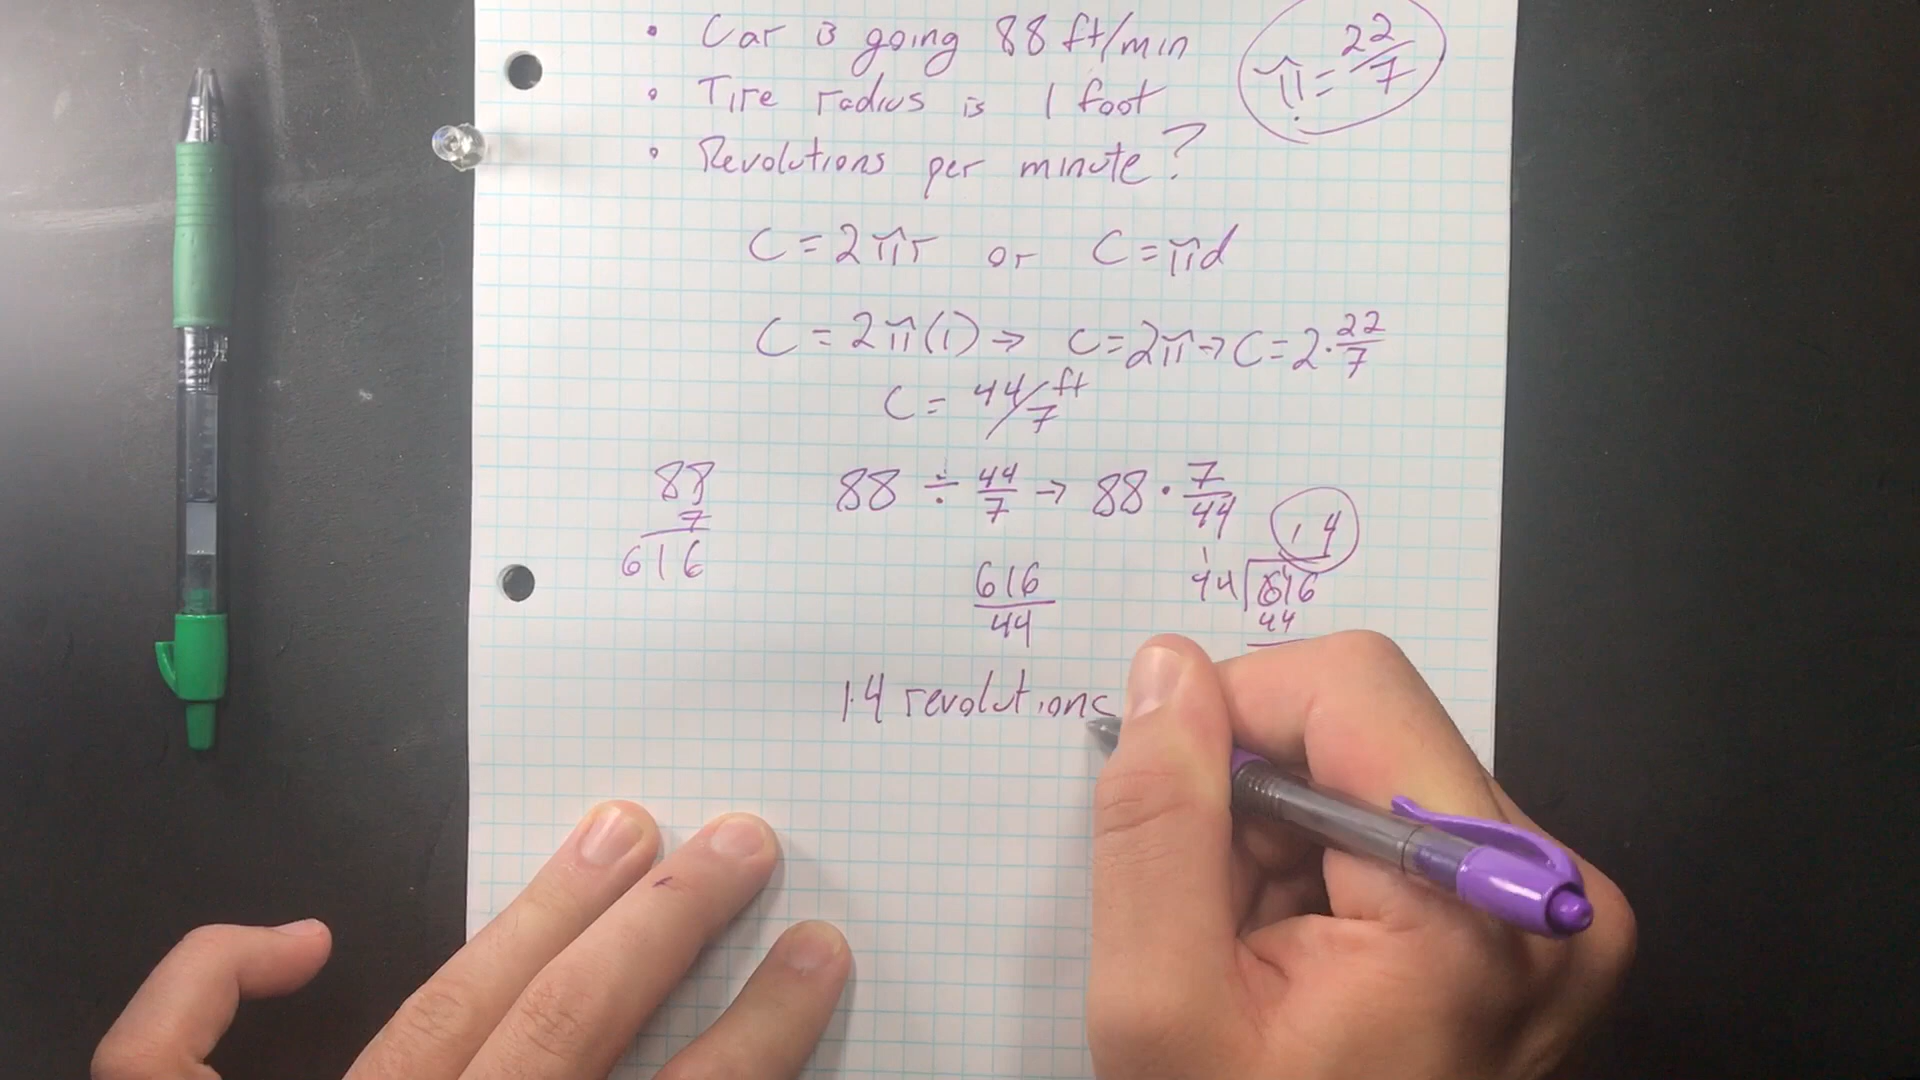 • Car is going 88 ft/min
π = 22/7
• Tire radius is 1 foot
• Revolutions per minute?
C = 2πr or C = πd
C = 2π(1) → C = 2π → C = 2 · 22/7
C = 44/7 ft
88 ÷ 44/7 → 88 · 7/44
88
7
616
616/44
14
44 616
44
1.4 revolutions